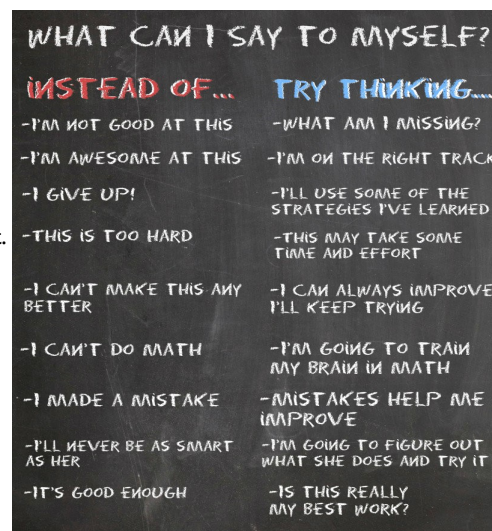 WHAT CAN I SAY TO MYSELF?
INSTEAD OF...
TRY THINKING...
-I'M NOT GOOD AT THIS
-WHAT AM I MISSING?
-I'M AWESOME AT THIS
-I'M ON THE RIGHT TRACK
-I GIVE UP!
-I'LL USE SOME OF THE
STRATEGIES I'VE LEARNED
-THIS IS TOO HARD
-THIS MAY TAKE SOME
TIME AND EFFORT
-I CAN'T MAKE THIS ANY
BETTER
-I CAN ALWAYS IMPROVE
I'LL KEEP TRYING
-I CAN'T DO MATH
-I'M GOING TO TRAIN
MY BRAIN IN MATH
-I MADE A MISTAKE
-MISTAKES HELP ME
IMPROVE
-I'LL NEVER BE AS SMART
AS HER
-I'M GOING TO FIGURE OUT
WHAT SHE DOES AND TRY IT
-IT'S GOOD ENOUGH
-IS THIS REALLY
MY BEST WORK?